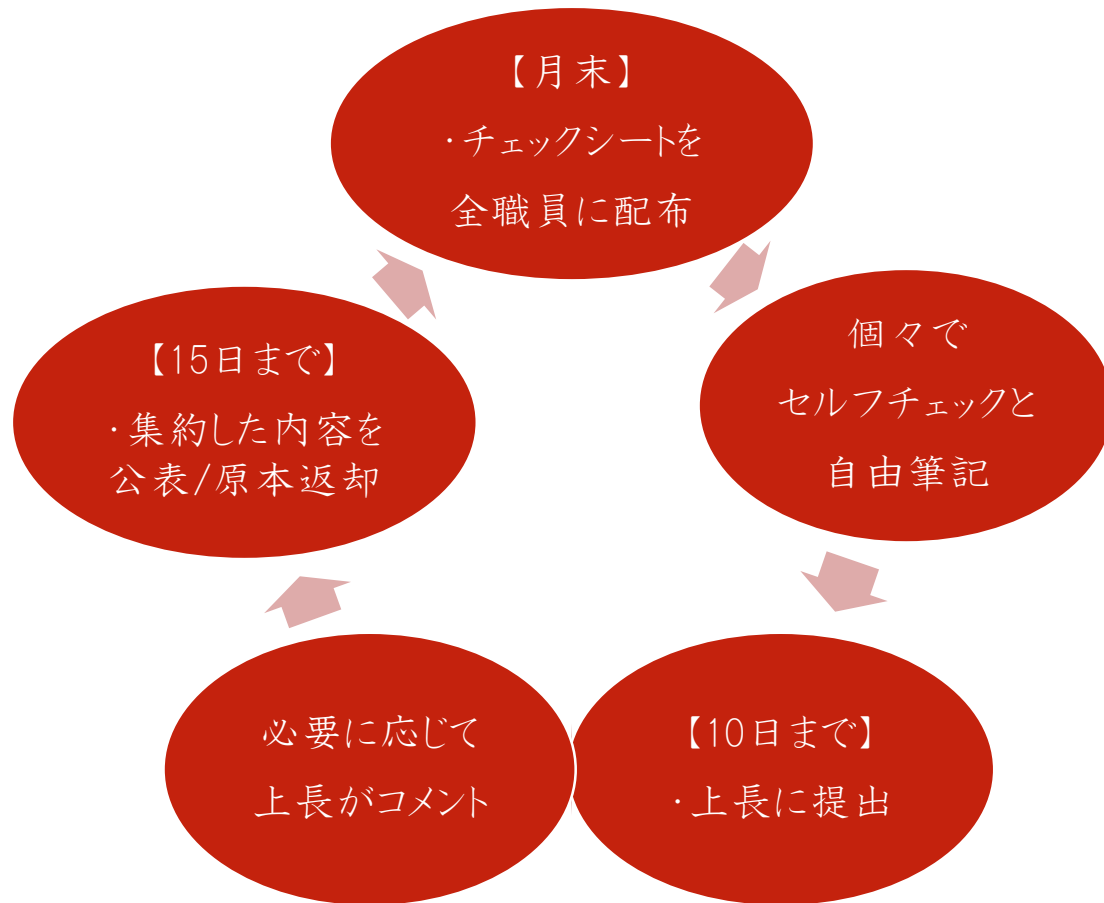 【月末】
・チェックシートを
全職員に配布
個々で
セルフチェックと
自由筆記
【10日まで】
・上長に提出
必要に応じて
上長がコメント
【15日まで】
・集約した内容を
公表/原本返却